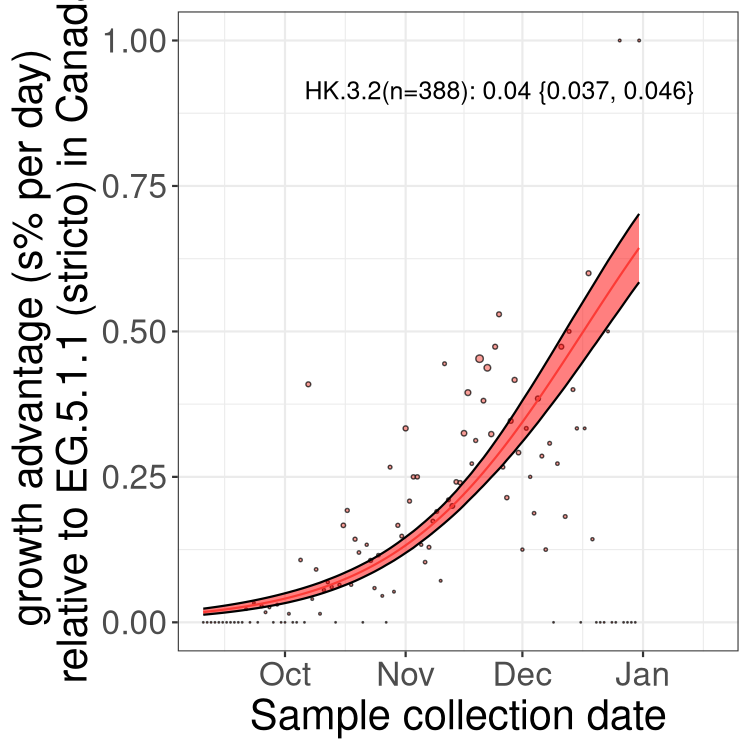 growth advantage (s% per day)
relative to EG.5.1.1 (stricto) in Canada
1.00
0.75
0.50
0.25
0.00
HK.3.2(n=388): 0.04 {0.037, 0.046}
Oct Nov Dec Jan
Sample collection date